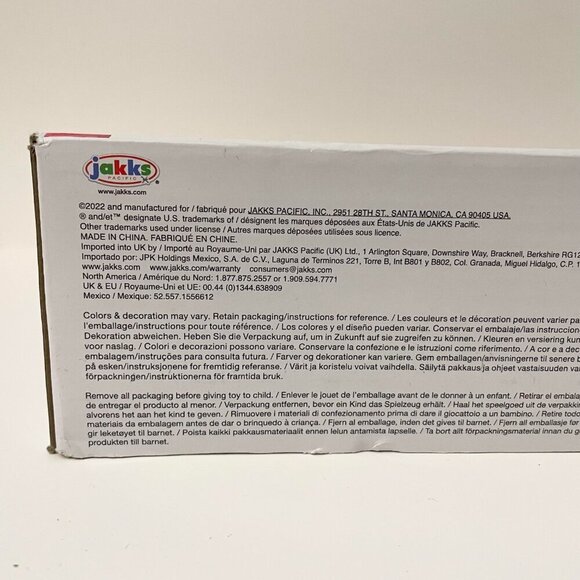 jakks
PACIFIC
www.jakks.com
©2022 and manufactured for / fabriqué pour JAKKS PACIFIC, INC., 2951 28TH ST., SANTA MONICA, CA 90405 USA.
® and/et™ designate U.S. trademarks of / désignent les marques déposées aux États-Unis de JAKKS Pacific.
Other trademarks used under license / Autres marques déposées utilisées sous licence.
MADE IN CHINA. FABRIQUÉ EN CHINE.
Imported into UK by / Importé au Royaume-Uni par JAKKS Pacific (UK) Ltd., 1 Arlington Square, Downshire Way, Bracknell, Berkshire RG12
Importado por: JPK Holdings Mexico, S.A. de C.V., Laguna de Terminos 221, Torre B, Int B801 y B802, Col. Granada, Miguel Hidalgo, C.P. 1
www.jakks.com www.jakks.com/warranty consumers@jakks.com
North America / Amérique du Nord: 1.877.875.2557 or 1.909.594.7771
UK & EU / Royaume-Uni et UE: 00.44 (0)1344.638909
Mexico / Mexique: 52.557.1556612
Colors & decoration may vary. Retain packaging/instructions for reference. / Les couleurs et le décoration peuvent varier pa
l'emballage/instructions pour toute référence. / Los colores y el diseño pueden variar. Conservar el embalaje/las instruccion
Dekoration abweichen. Heben Sie die Verpackung auf, um in Zukunft auf sie zugreifen zu können. / Kleuren en versiering kun
voor naslag. / Colori e decorazioni possono variare. Conservare la confezione e le istruzioni come riferimento. / A cor e a deco
embalagem/instruções para consulta futura. / Farver og dekorationer kan variere. Gem emballagen/anvisningerne til senere b
på esken/instruksjonene for fremtidig referanse. / Värit ja koristelu voivat vaihdella. Säilytä pakkaus/ja ohjeet vastaisuuden va
förpackningen/instruktionerna för framtida bruk.
Remove all packaging before giving toy to child. / Enlever le jouet de l'emballage avant de le donner à un enfant. / Retirar el embala
de entregar el producto al menor. / Verpackung entfernen, bevor ein Kind das Spielzeug erhält. / Haal het speelgoed uit de verpakkin
alvorens het aan het kind te geven. / Rimuovere i materiali di confezionamento prima di dare il giocattolo a un bambino. / Retire todo
materiais da embalagem antes de dar o brinquedo à criança. / Fjern al emballage, inden det gives til barnet. / Fjern all emballasje før
gir leketøyet til barnet. / Poista kaikki pakkausmateriaalit ennen lelun antamista lapselle. / Ta bort allt förpackningsmaterial innan du g
produkten till barnet.